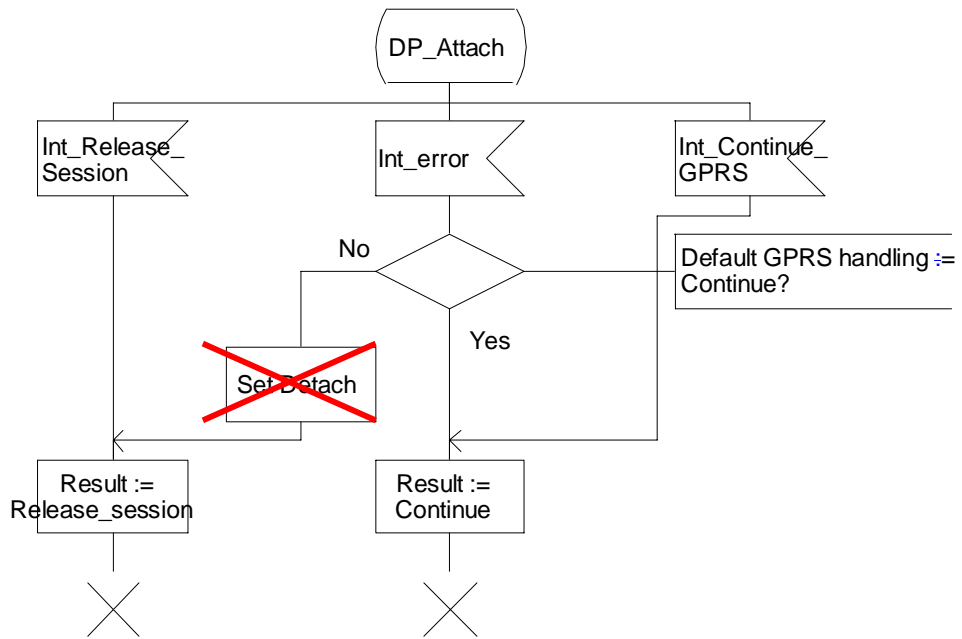 DP_Attach
Int_Release_
Session
Int_error
Int_Continue_
GPRS
No
Default GPRS handling :=
Continue?
Yes
Set Detach
Result :=
Release_session
Result :=
Continue